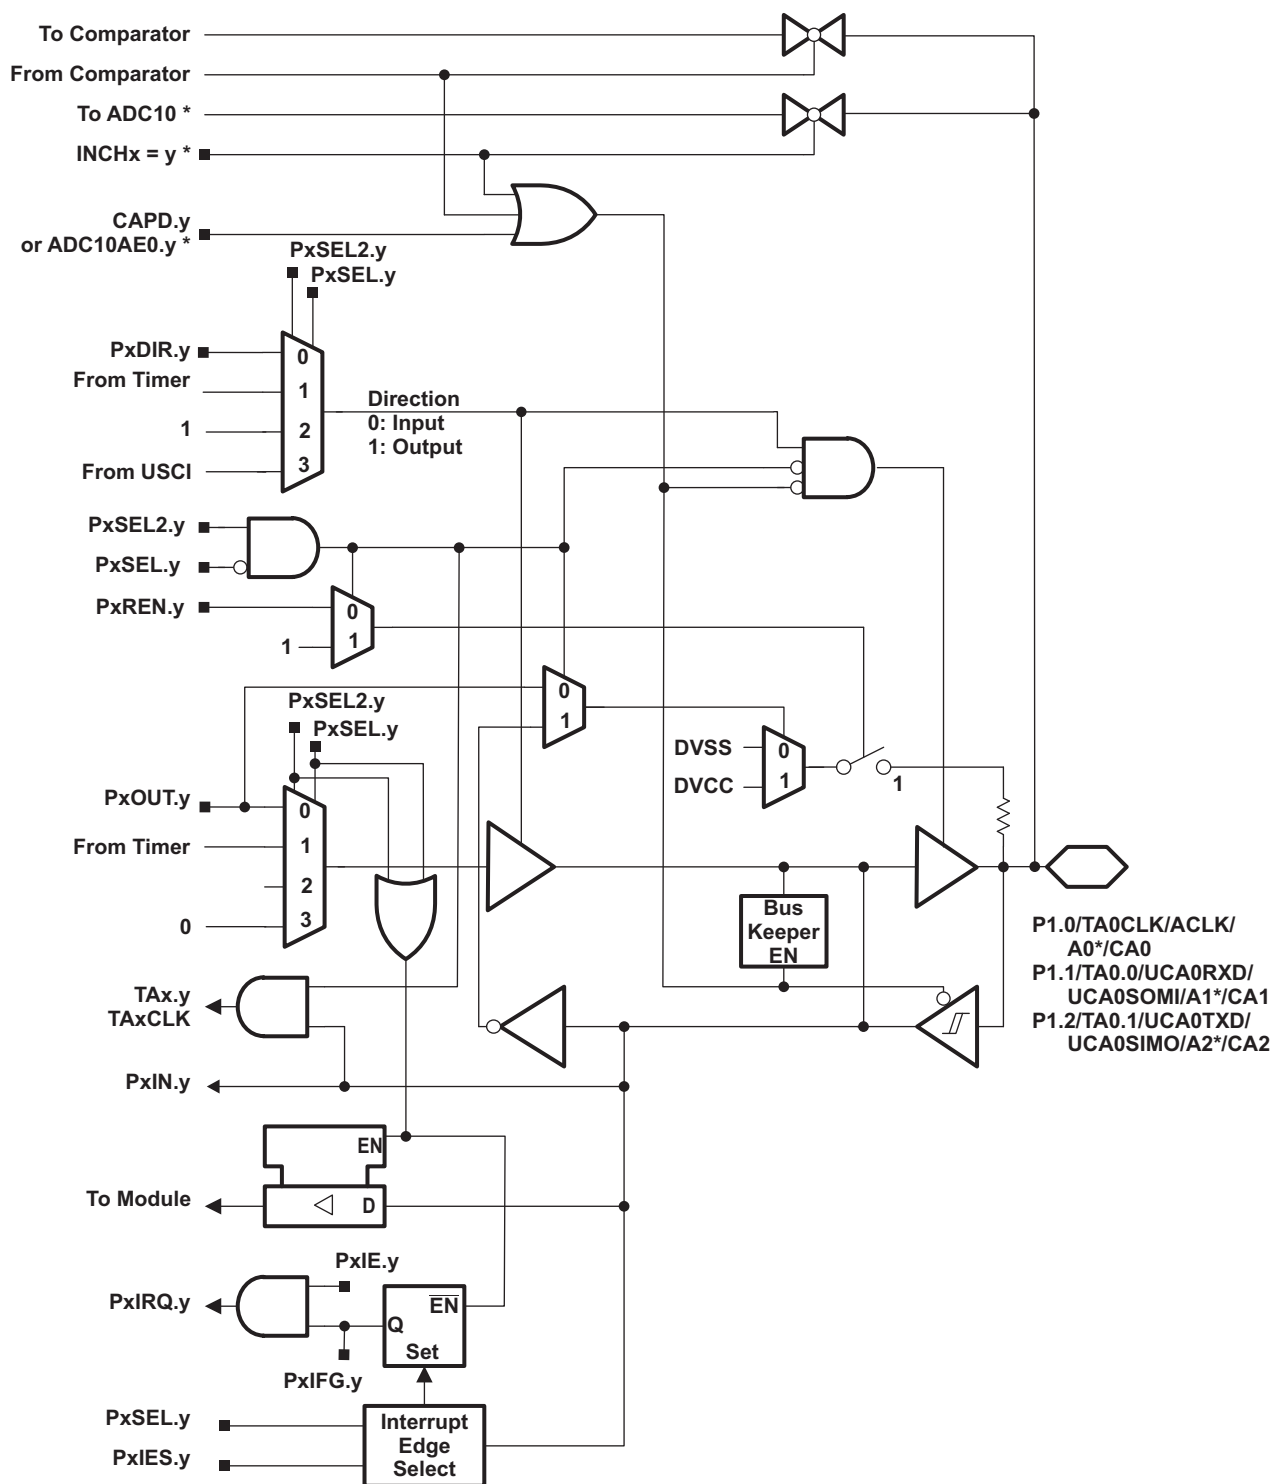 To Comparator
From Comparator
To ADC10 *
INCHx = y *
CAPD.y
or ADC10AE0.y *
PxSEL2.y
PxSEL.y
PxDIR.y
0
From Timer
1
1
2
From USCI
3
Direction
0: Input
1: Output
PxSEL2.y
PxSEL.y
PxREN.y
0
1
1
0
1
PxSEL2.y
PxSEL.y
DVSS
0
DVCC
1
1
PxOUT.y
0
From Timer
1
2
0
3
Bus
Keeper
EN
P1.0/TA0CLK/ACLK/
A0*/CA0
P1.1/TA0.0/UCA0RXD/
UCA0SOMI/A1*/CA1
P1.2/TA0.1/UCA0TXD/
UCA0SIMO/A2*/CA2
TAx.y
TAxCLK
PxIN.y
EN
To Module
D
PxIE.y
PxIRQ.y
EN
Q
Set
PxIFG.y
PxSEL.y
PxIES.y
Interrupt
Edge
Select